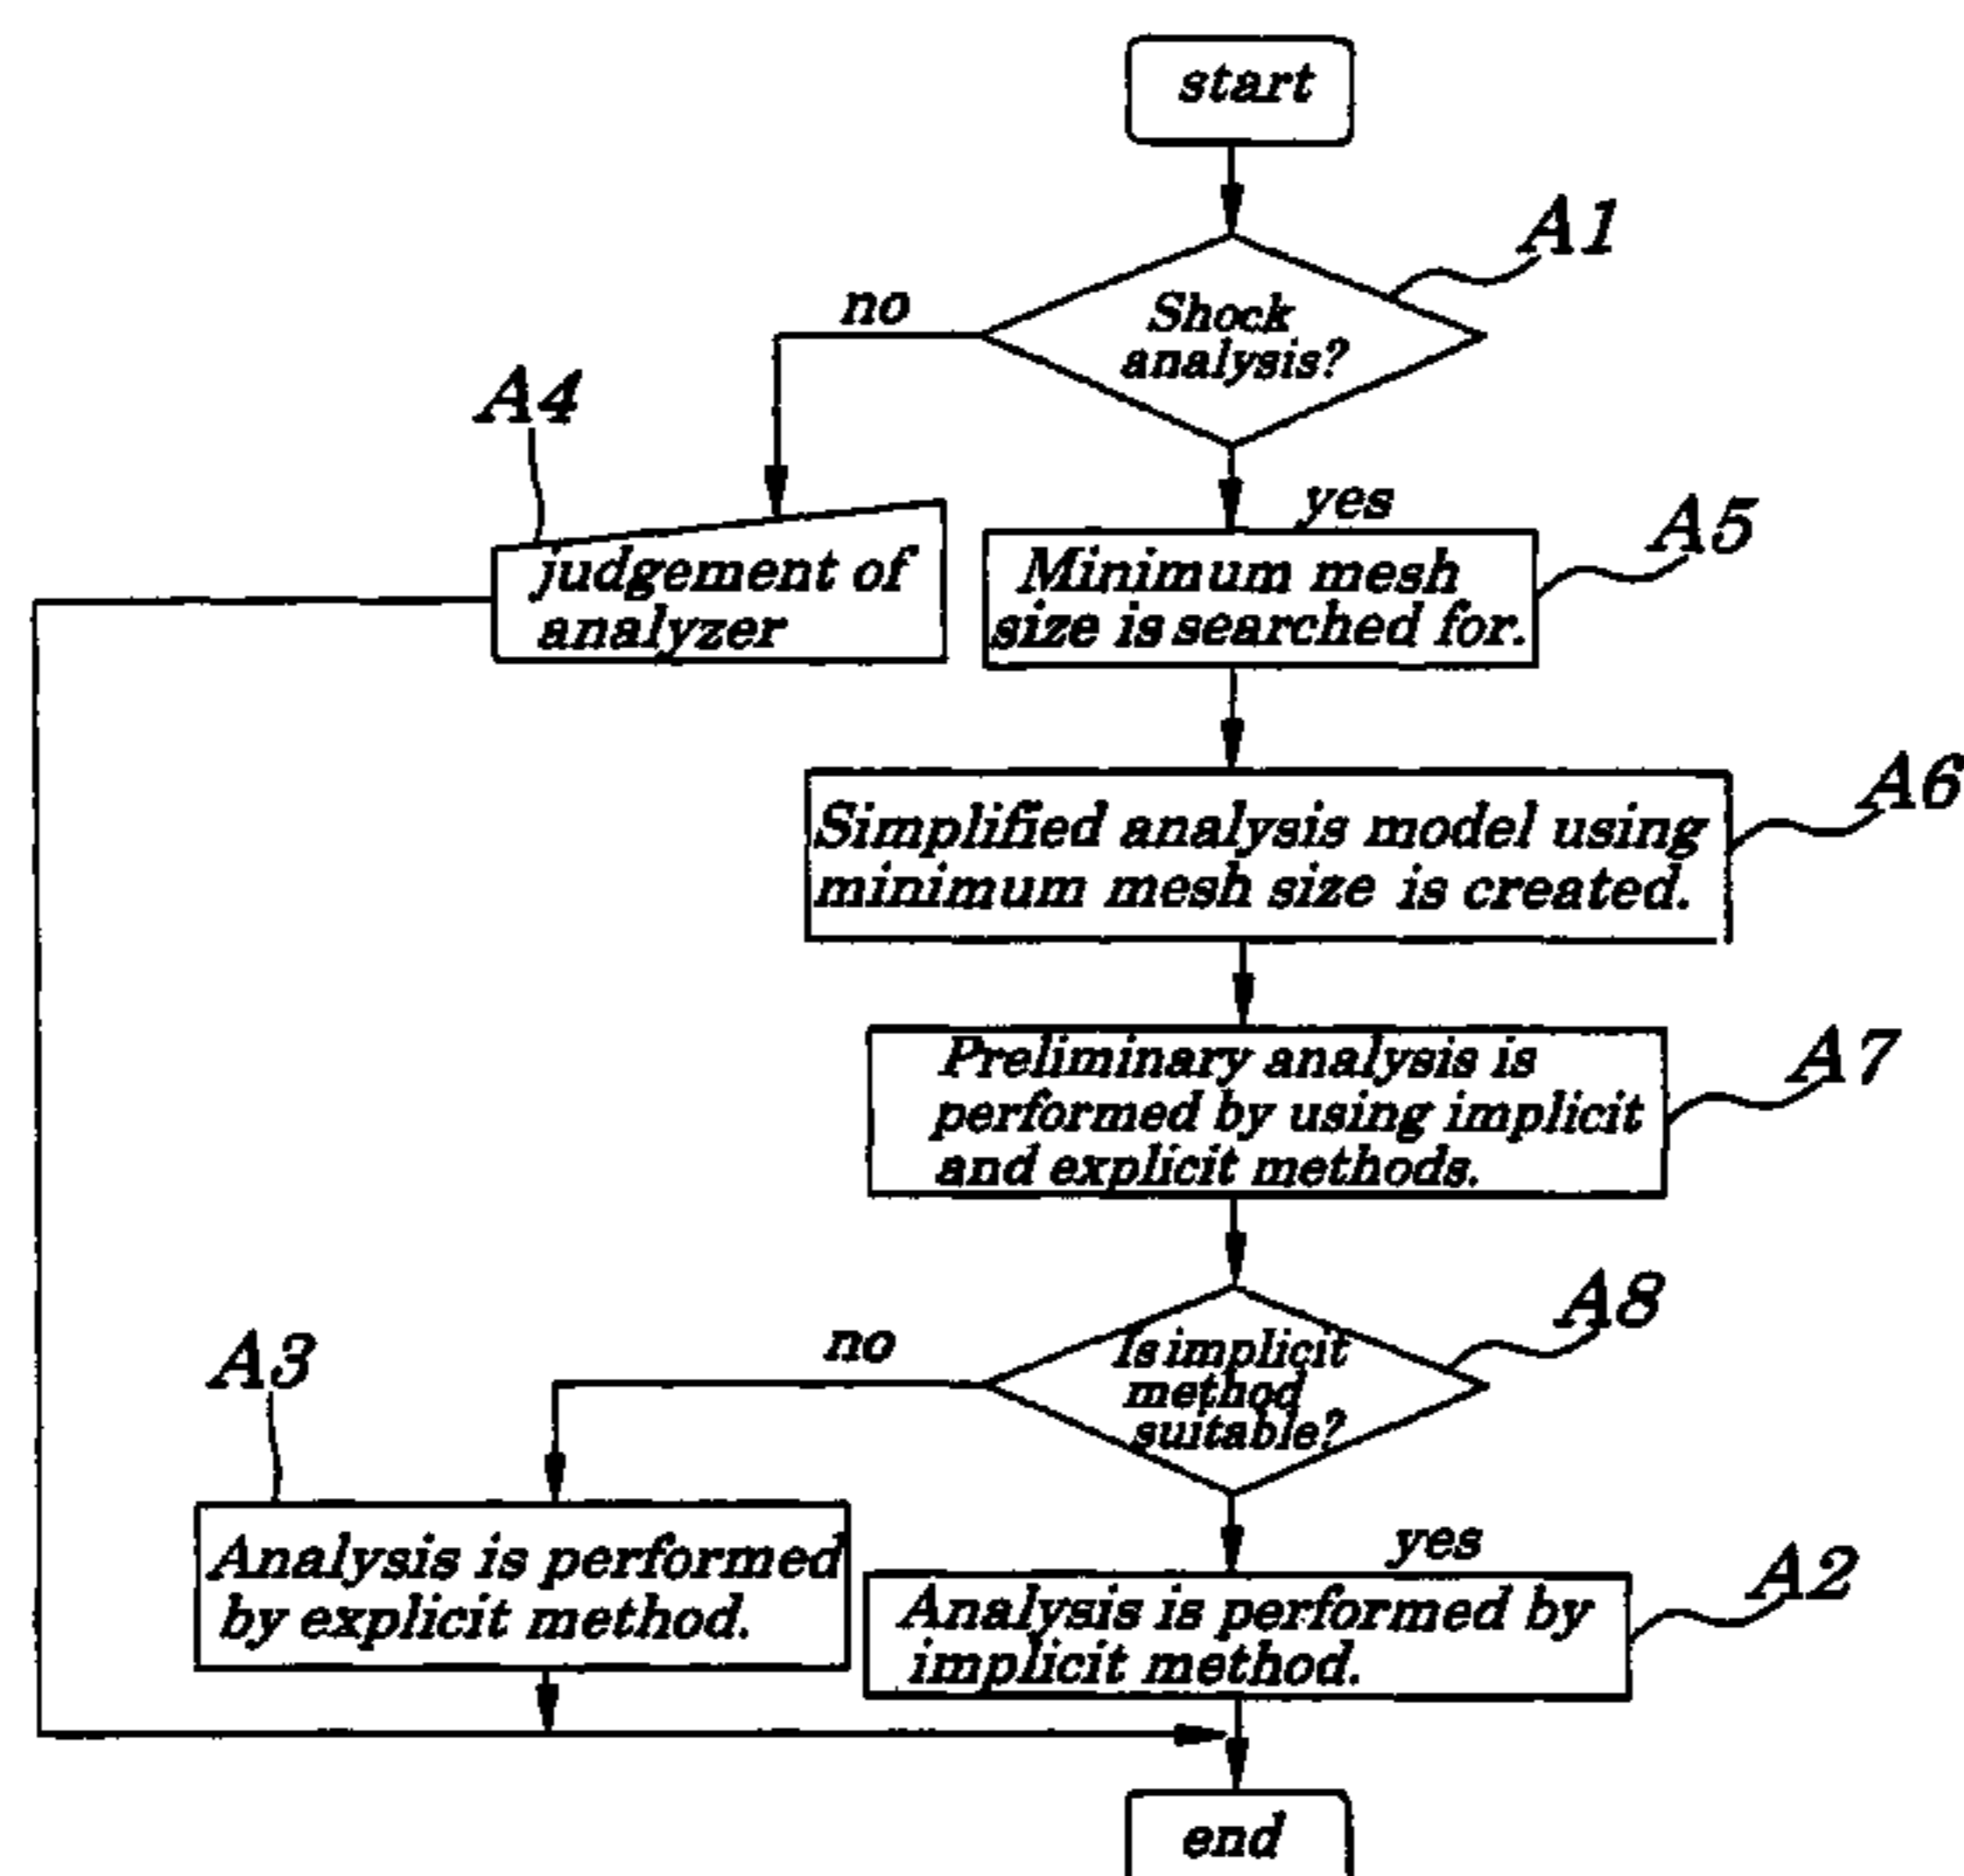 start
A1
no
Shock
analysis?
A4
yes
A5
judgement of
analyzer
Minimum mesh
size is searched for.
A6
Simplified analysis model using
minimum mesh size is created.
A7
Preliminary analysis is
performed by using implicit
and explicit methods.
A8
no
Is implicit
method
suitable?
A3
yes
A2
Analysis is performed
by explicit method.
Analysis is performed by
implicit method.
end